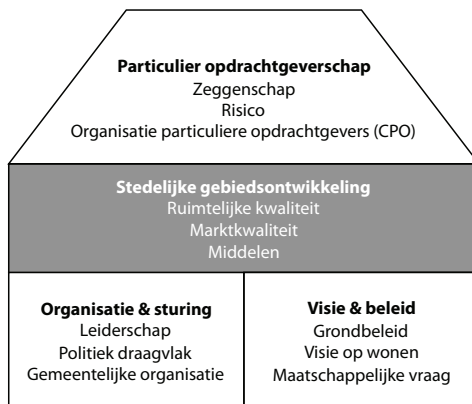 Particulier opdrachtgeverschap
Zeggenschap
Risico
Organisatie particuliere opdrachtgevers (CPO)
Stedelijke gebiedsontwikkeling
Ruimtelijke kwaliteit
Marktkwaliteit
Middelen
Organisatie & sturing
Leiderschap
Politiek draagvlak
Gemeentelijke organisatie
Visie & beleid
Grondbeleid
Visie op wonen
Maatschappelijke vraag